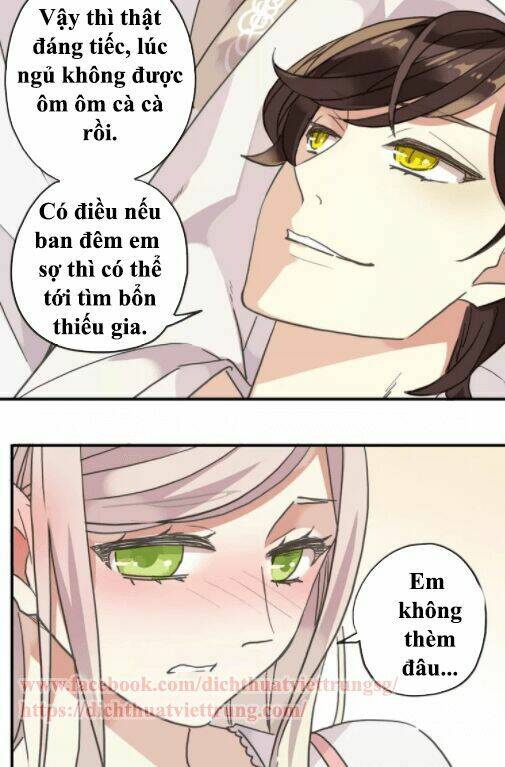 Vậy thì thật
đáng tiếc, lúc
ngủ không được
ôm ôm cà cà
rồi.
Có điều nếu
ban đêm em
sợ thì có thể
tới tìm bổn
thiếu gia.
Em
không
thèm
đâu...
www.facebook.com/dichthuatviettrungsg/
https://dichthuatviettrung.com/